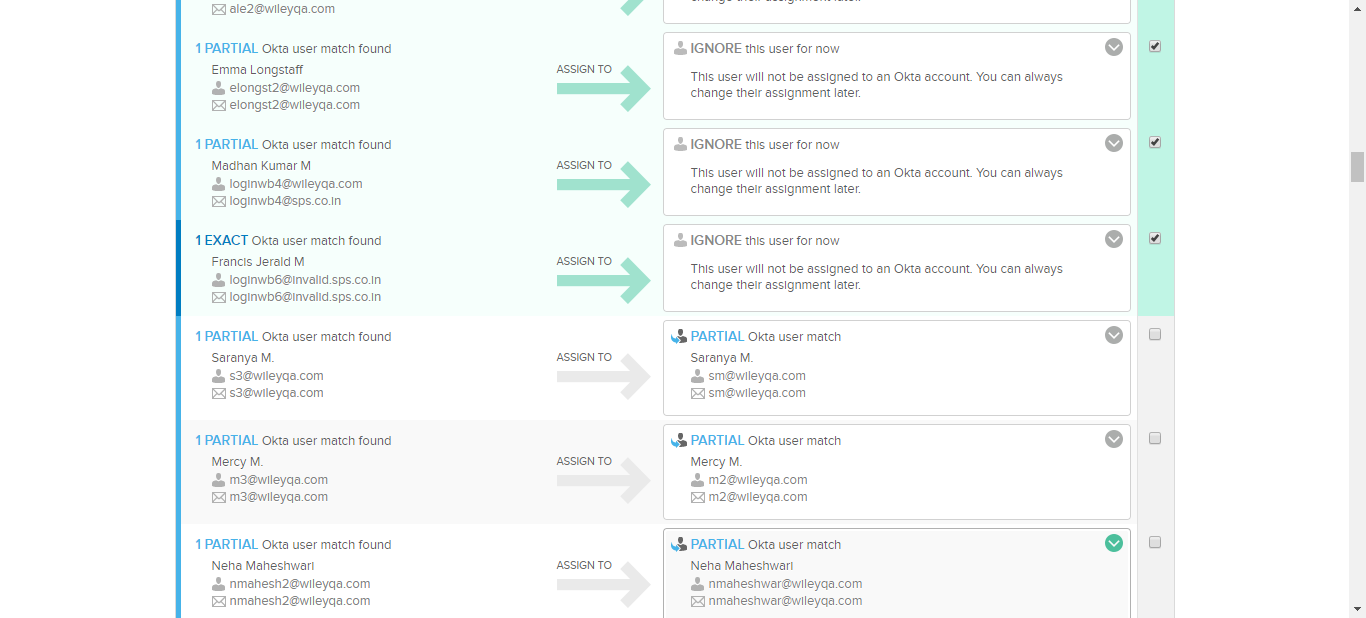 change their assignment later.
ale2@wileyqa.com
1 PARTIAL Okta user match found
IGNORE this user for now
Emma Longstaff
ASSIGN TO
This user will not be assigned to an Okta account. You can always
elongst2@wileyqa.com
change their assignment later.
elongst2@wileyqa.com
1 PARTIAL Okta user match found
IGNORE this user for now
Madhan Kumar M
ASSIGN TO
This user will not be assigned to an Okta account. You can always
loginwb4@wileyqa.com
change their assignment later.
loginwb4@sps.co.in
1 EXACT Okta user match found
IGNORE this user for now
Francis Jerald M
ASSIGN TO
This user will not be assigned to an Okta account. You can always
loginwb6@invalid.sps.co.in
change their assignment later.
loginwb6@invalid.sps.co.in
1 PARTIAL Okta user match found
PARTIAL Okta user match
Saranya M.
ASSIGN TO
Saranya M.
s3@wileyqa.com
sm@wileyqa.com
s3@wileyqa.com
sm@wileyqa.com
1 PARTIAL Okta user match found
PARTIAL Okta user match
Mercy M.
ASSIGN TO
Mercy M.
m3@wileyqa.com
m2@wileyqa.com
m3@wileyqa.com
m2@wileyqa.com
1 PARTIAL Okta user match found
PARTIAL Okta user match
Neha Maheshwari
ASSIGN TO
Neha Maheshwari
nmahesh2@wileyqa.com
nmaheshwar@wileyqa.com
nmahesh2@wileyqa.com
nmaheshwar@wileyqa.com